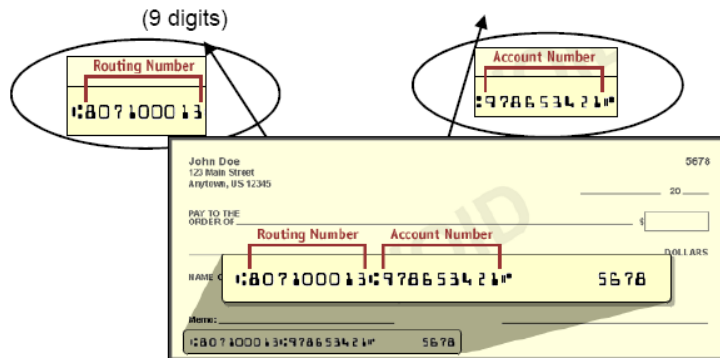 (9 digits)
Routing Number
⑆807100013
Account Number
⑆978653421⑈
John Doe
123 Main Street
Anytown, US 12345
5678
20
PAY TO THE
ORDER OF
$
DOLLARS
Routing Number Account Number
⑆807100013⑆978653421⑈ 5678
NAME
Memo:
⑆807100013⑆978653421⑈ 5678